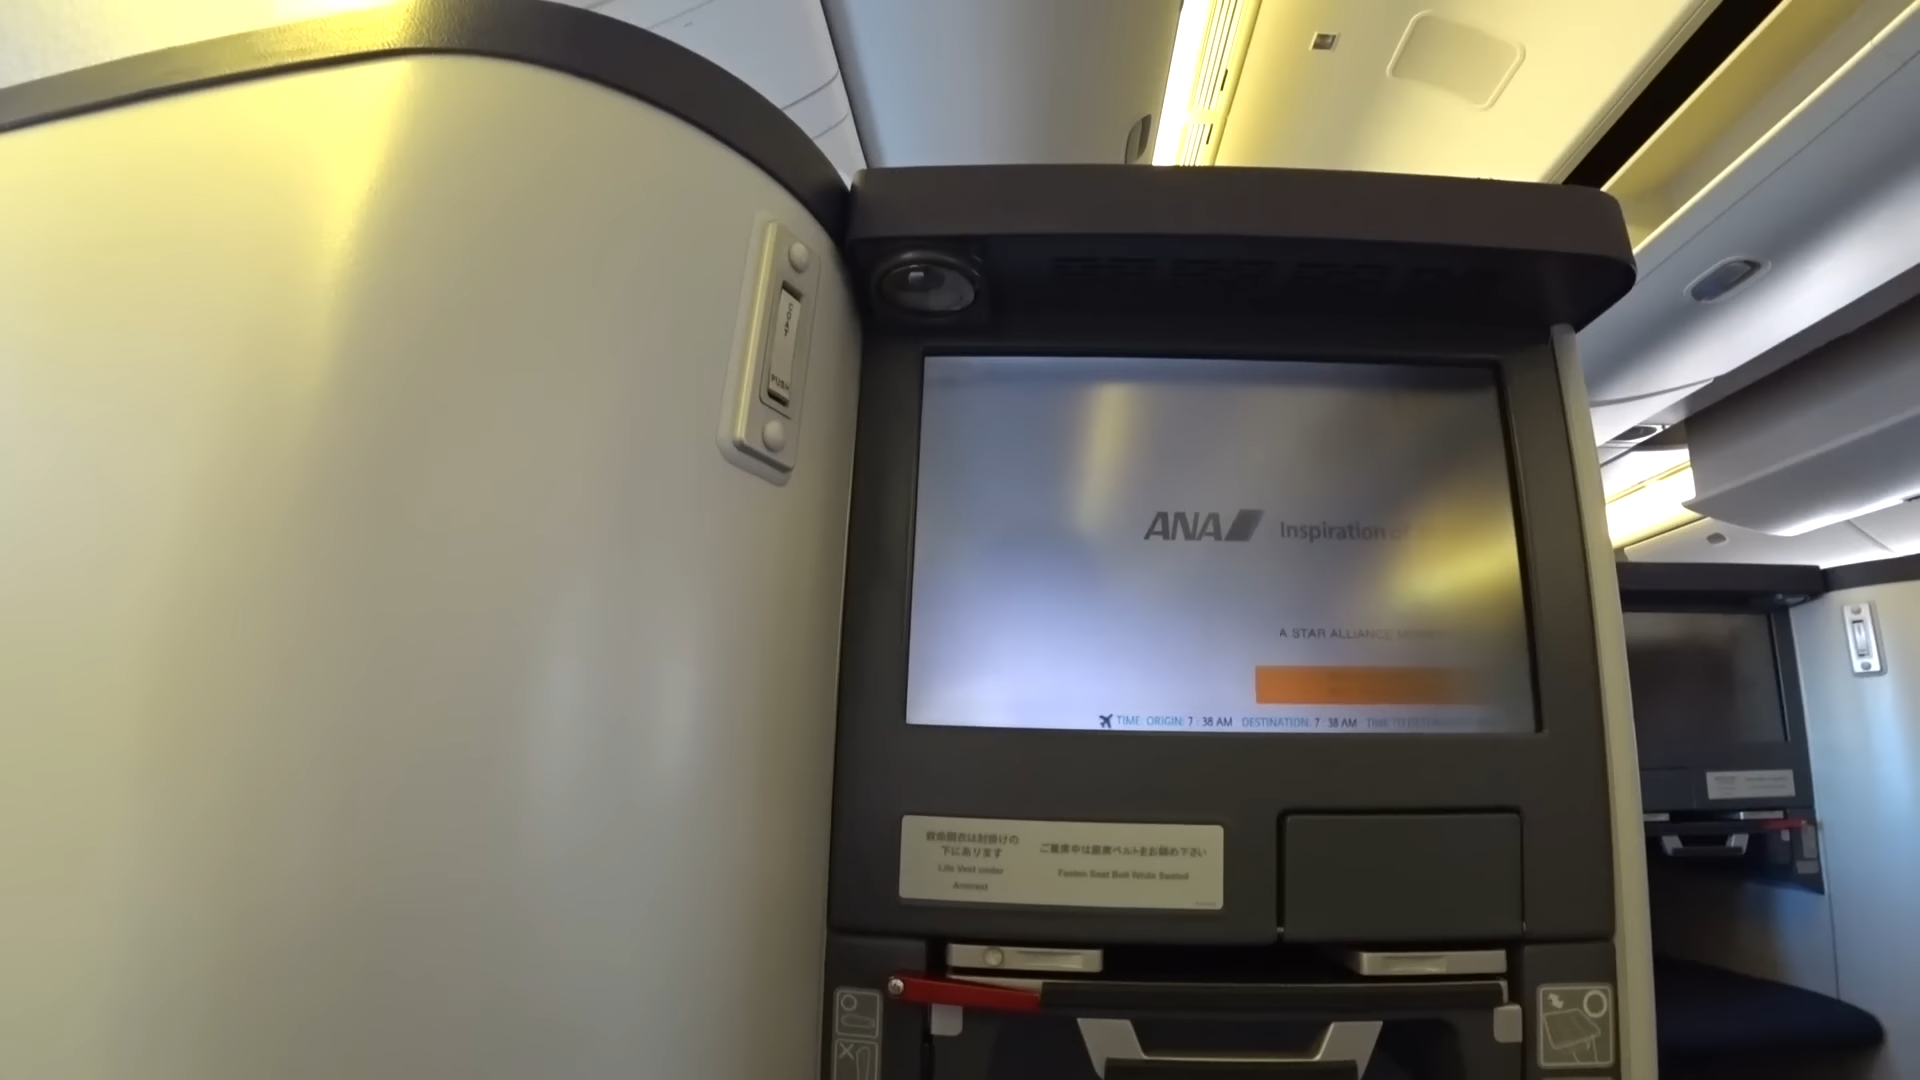 PUSH
ANA Inspiration of
A STAR ALLIANCE
TIME: ORIGIN: 7 : 38 AM DESTINATION: 7 : 38 AM TIME TO
救命胴衣は肘掛けの
下にあります
Life Vest under
Armrest
ご着席中は座席ベルトをお締め下さい
Fasten Seat Belt While Seated